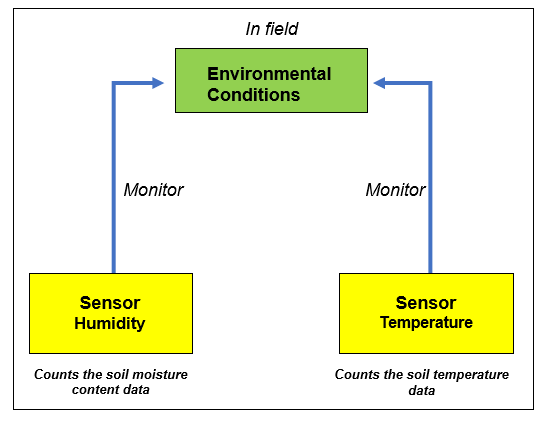 In field
Environmental
Conditions
Monitor
Monitor
Sensor
Humidity
Sensor
Temperature
Counts the soil moisture
content data
Counts the soil temperature
data